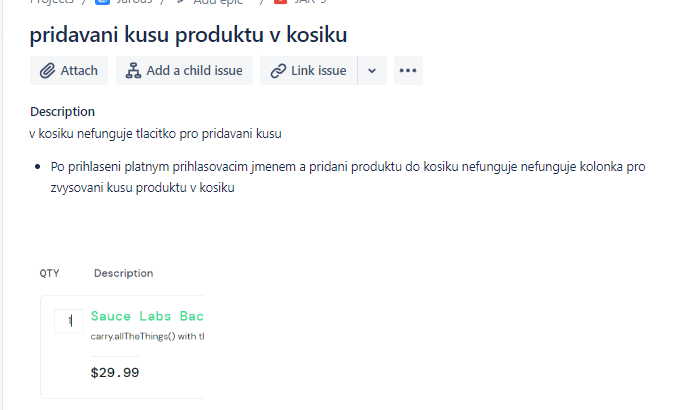 Projects / Jarous / Add epic / JAR-9
pridavani kusu produktu v kosiku
Attach Add a child issue Link issue
Description
v kosiku nefunguje tlacitko pro pridavani kusu
Po prihlaseni platnym prihlasovacim jmenem a pridani produktu do kosiku nefunguje nefunguje kolonka pro
zvysovani kusu produktu v kosiku
QTY Description
1 Sauce Labs Bac
carry.allTheThings() with th
$29.99